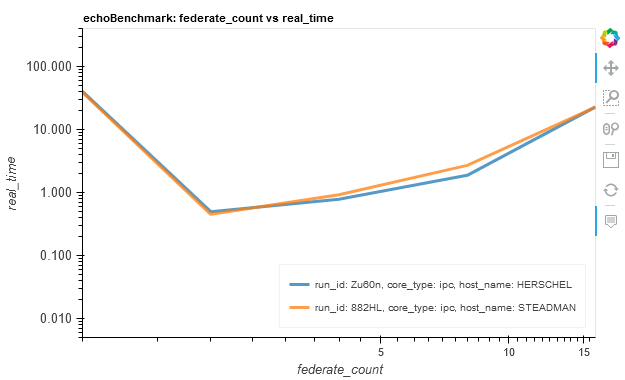 echoBenchmark: federate_count vs real_time
100.000
10.000
1.000
0.100
0.010
real_time
run_id: Zu60n, core_type: ipc, host_name: HERSCHEL
run_id: 882HL, core_type: ipc, host_name: STEADMAN
5
10
15
federate_count